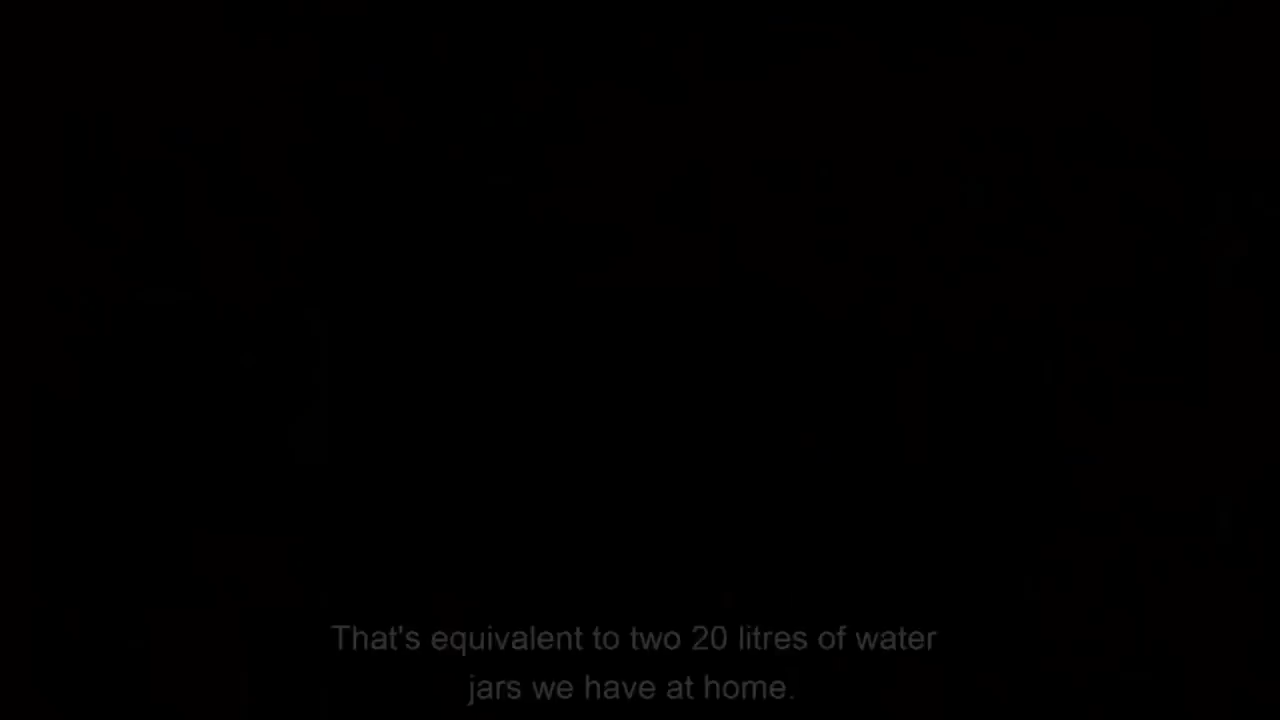 That's equivalent to two 20 litres of water
jars we have at home.